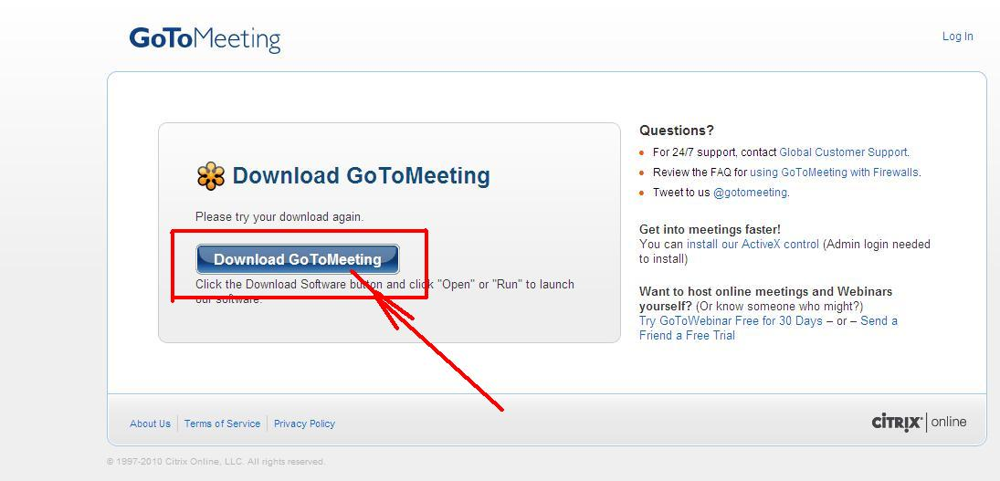 GoToMeeting
Log In
Download GoToMeeting
Please try your download again.
Download GoToMeeting
Click the Download Software button and click "Open" or "Run" to launch
our software.
Questions?
For 24/7 support, contact Global Customer Support.
Review the FAQ for using GoToMeeting with Firewalls.
Tweet to us @gotomeeting.
Get into meetings faster!
You can install our ActiveX control (Admin login needed
to install)
Want to host online meetings and Webinars
yourself? (Or know someone who might?)
Try GoToWebinar Free for 30 Days – or – Send a
Friend a Free Trial
About Us | Terms of Service | Privacy Policy
CİTRIX® | online
© 1997-2010 Citrix Online, LLC. All rights reserved.